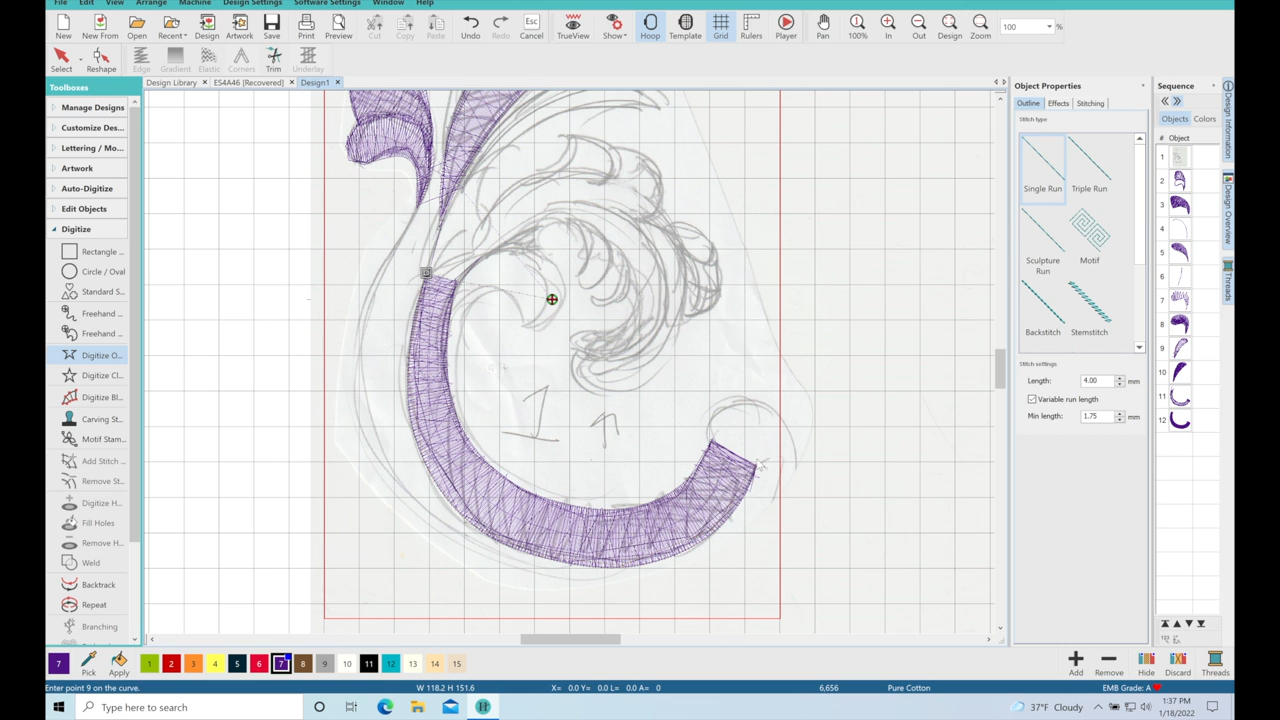 File Edit View Arrange Machine Design Settings Software Settings Window Help
New New From Open Recent Design Artwork Save Print Preview Cut Copy Paste Undo Redo Cancel TrueView Show Hoop Template Grid Rulers Player Pan 100% In Out Design Zoom 100 %
Esc
Select Reshape Edge Gradient Elastic Corners Trim Underlay
Toolboxes
Design Library ES4A46 [Recovered] Design1
Manage Designs
Customize Des...
Lettering / Mo...
Artwork
Auto-Digitize
Edit Objects
Digitize
Rectangle ...
Circle / Oval
Standard S...
Freehand ...
Freehand ...
Digitize O...
Digitize Cl...
Digitize Bl...
Carving St...
Motif Stam...
Add Stitch ...
Remove St...
Digitize H...
Fill Holes
Remove H...
Weld
Backtrack
Repeat
Branching
Object Properties
Outline Effects Stitching
Stitch type
Single Run Triple Run
Sculpture Run Motif
Backstitch Stemstitch
Stitch settings
Length: 4.00 mm
Variable run length
Min length: 1.75 mm
Sequence
Objects Colors
# Object
1
2
3
4
5
6
7
8
9
10
11
12
Design Information
Design Overview
Threads
7 Pick Apply 1 2 3 4 5 6 7 8 9 10 11 12 13 14 15 Add Remove Hide Discard Threads
Enter point 9 on the curve. W 118.2 H 151.6 X= 0.0 Y= 0.0 L= 0.0 A= 0 6,656 Pure Cotton EMB Grade: A
Type here to search 37°F Cloudy 1:37 PM
1/18/2022